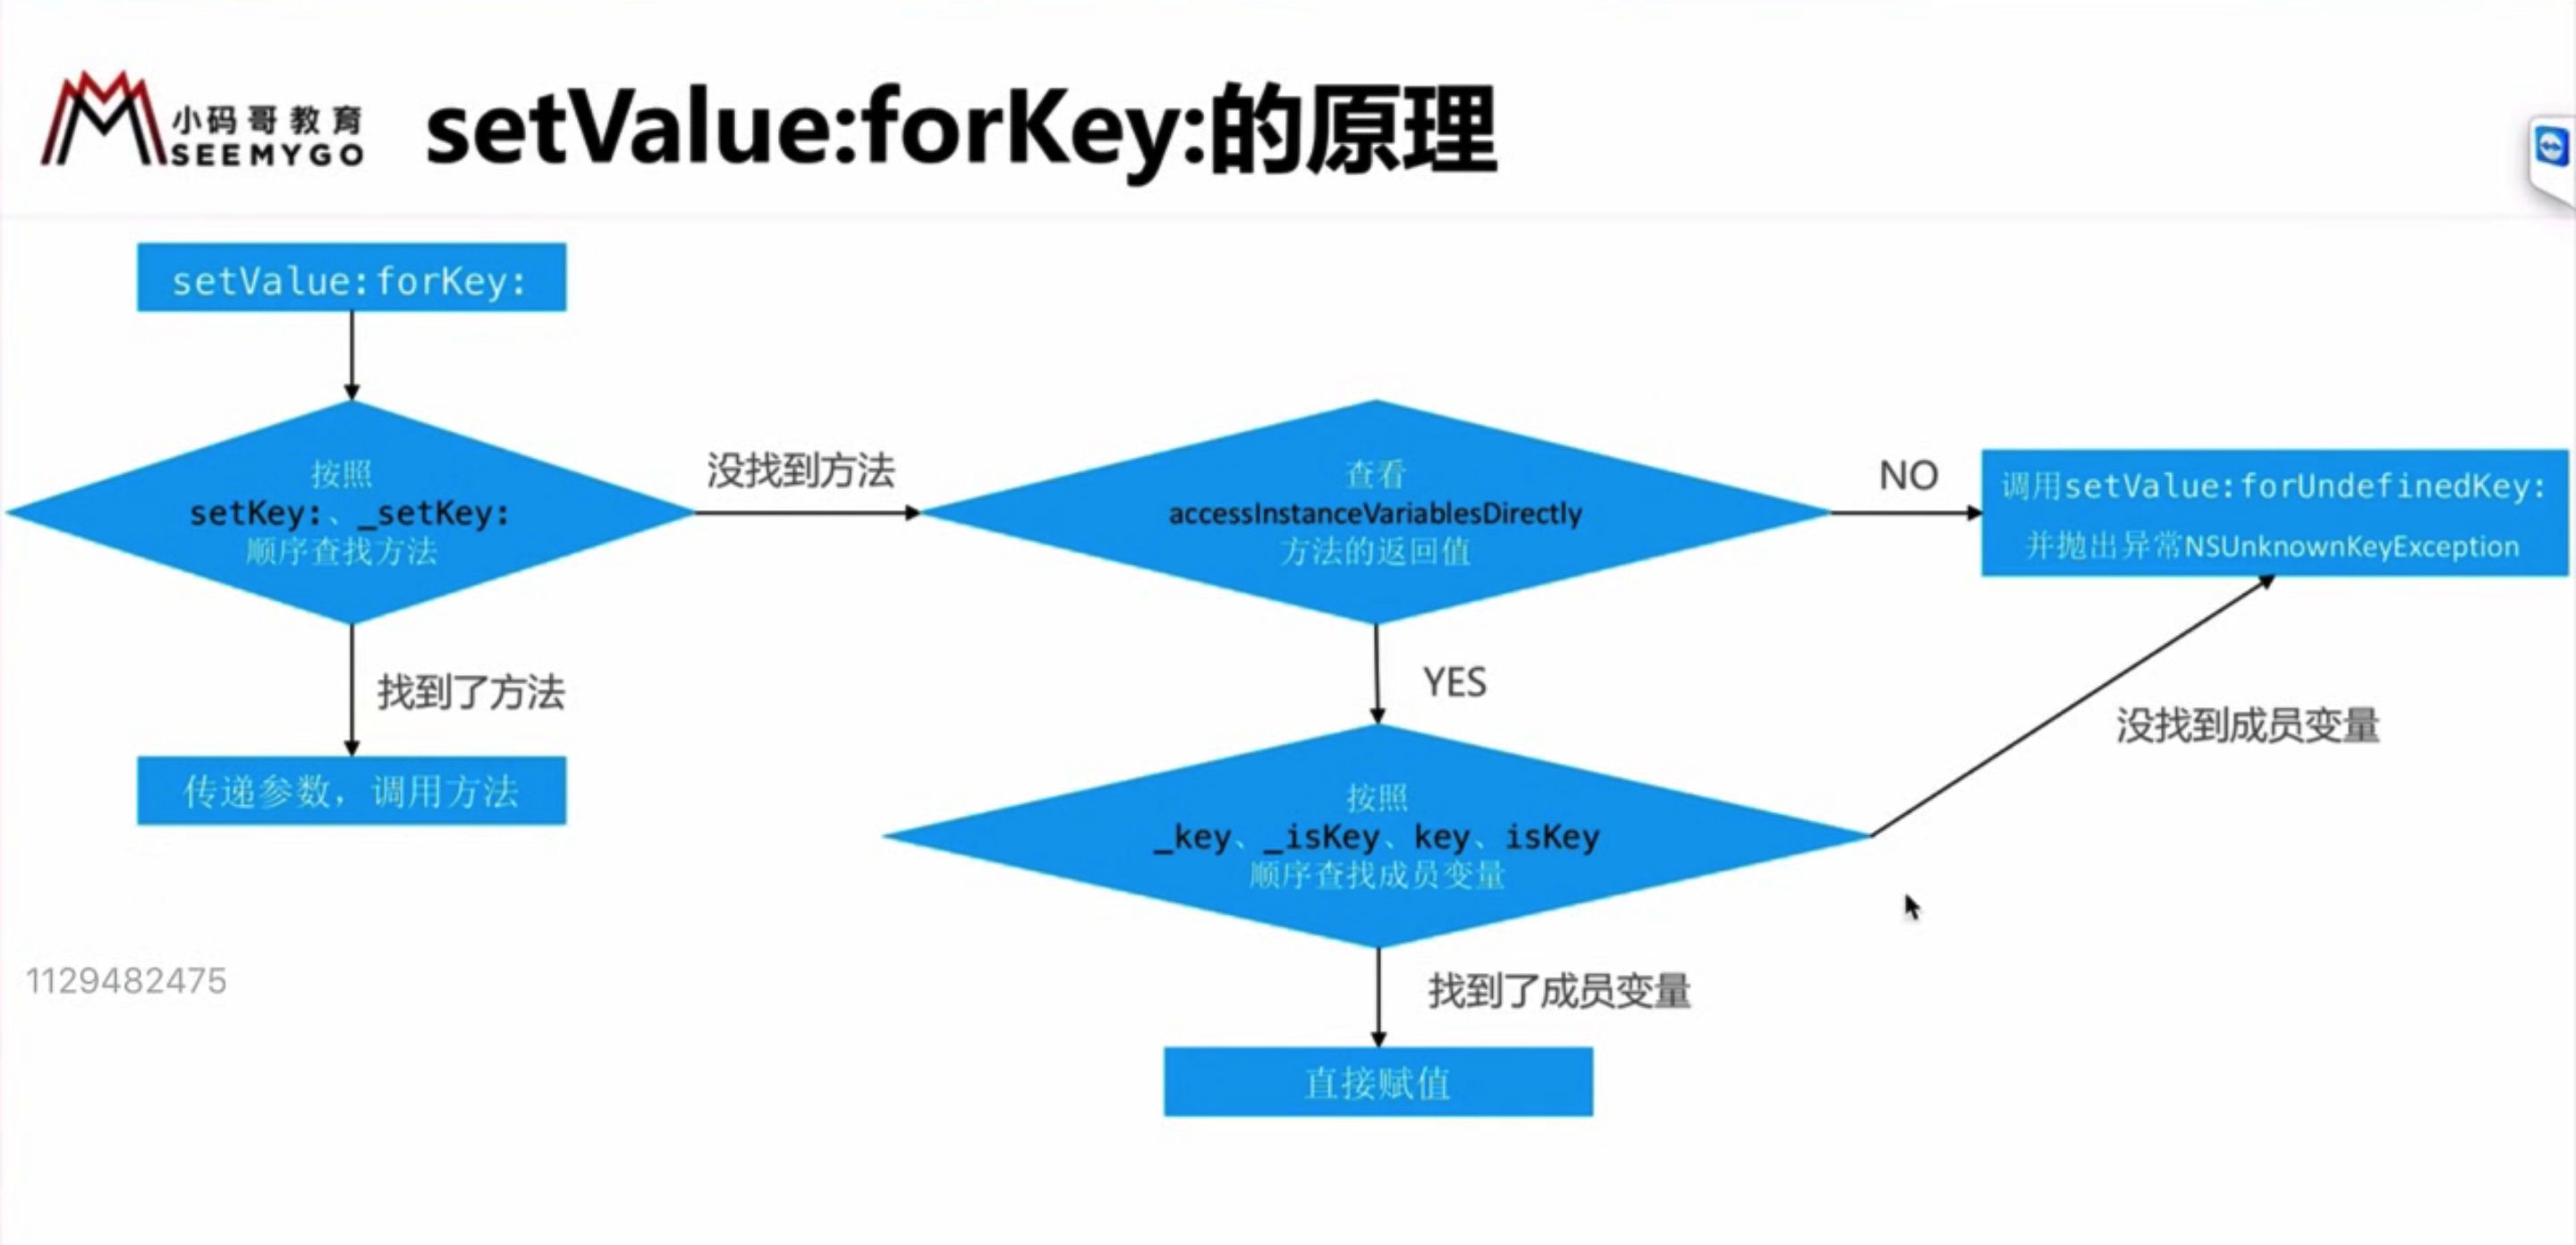 小码哥教育
SEEMYGO
setValue:forKey:的原理
setValue:forKey:
按照
setKey:、_setKey:
顺序查找方法
没找到方法
查看
accessInstanceVariablesDirectly
方法的返回值
NO
调用setValue:forUndefinedKey:
并抛出异常NSUnknownKeyException
找到了方法
YES
没找到成员变量
传递参数，调用方法
按照
_key、_isKey、key、isKey
顺序查找成员变量
1129482475
找到了成员变量
直接赋值